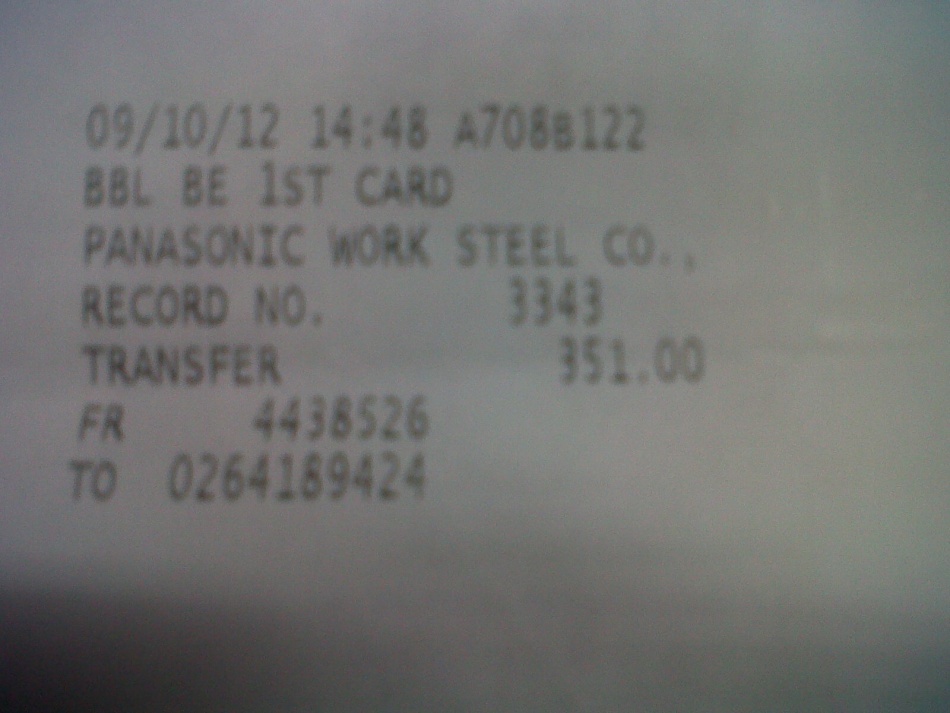 09/10/12 14:48 A708B122
BBL BE 1ST CARD
PANASONIC WORK STEEL CO.,
RECORD NO. 3343
TRANSFER 351.00
FR 4438526
TO 0264189424